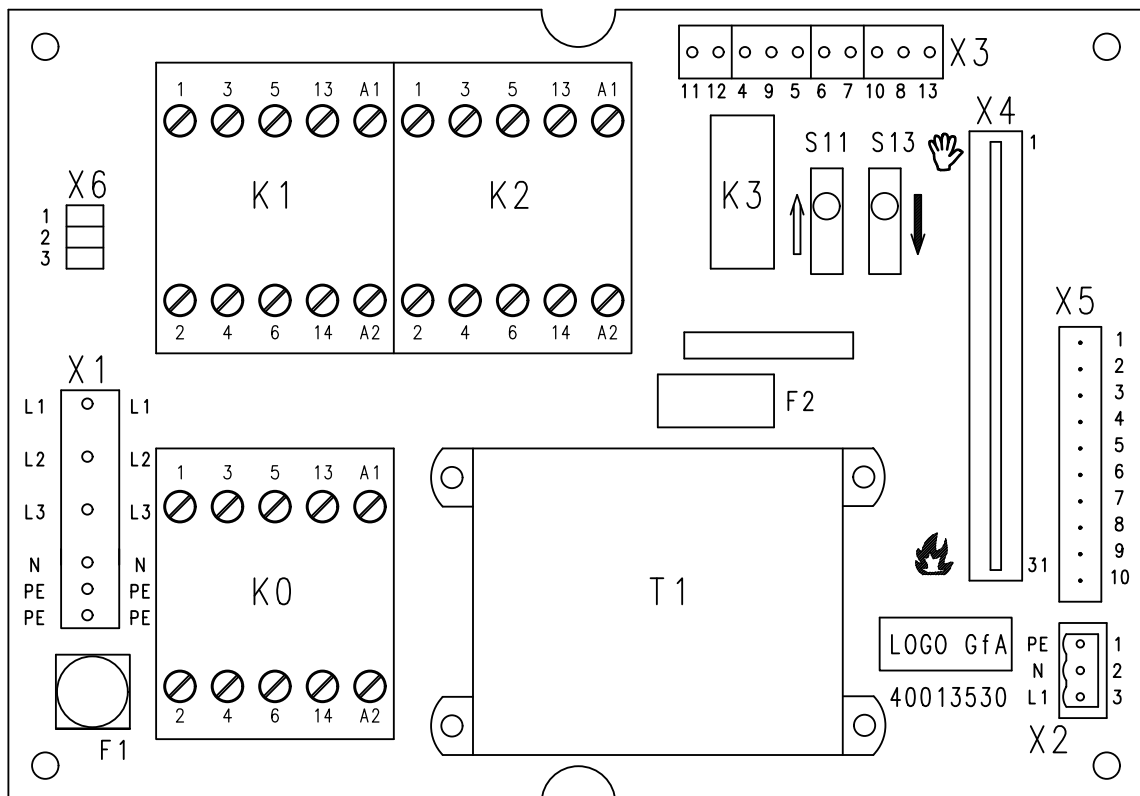 X3
11 12 4 9 5 6 7 10 8 13
1 3 5 13 A1 1 3 5 13 A1
K1 K2
2 4 6 14 A2 2 4 6 14 A2
X6
1
2
3
K3
S11 S13
X4
1
31
X5
1
2
3
4
5
6
7
8
9
10
X1
L1 L1
L2 L2
L3 L3
N N
PE PE
PE PE
F1
1 3 5 13 A1
K0
2 4 6 14 A2
F2
T1
LOGO GfA
40013530
PE 1
N 2
L1 3
X2